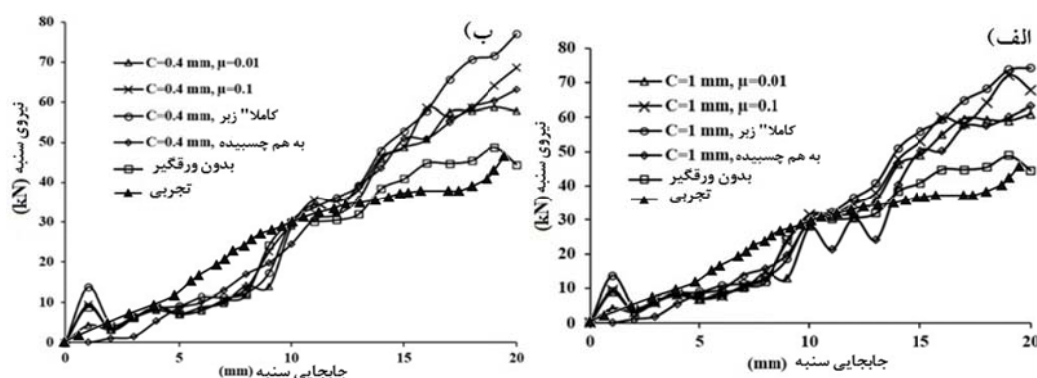 الف)
C=1 mm, µ=0.01
C=1 mm, µ=0.1
C=1 mm, کاملا" زبر
C=1 mm, به هم چسبیده
بدون ورقگیر
تجربی
نیروی سنبه (kN)
80
70
60
50
40
30
20
10
0
0 5 10 15 20
جابجایی سنبه (mm)
ب)
C=0.4 mm, µ=0.01
C=0.4 mm, µ=0.1
C=0.4 mm, کاملا" زبر
C=0.4 mm, به هم چسبیده
بدون ورقگیر
تجربی
نیروی سنبه (kN)
80
70
60
50
40
30
20
10
0
0 5 10 15 20
جابجایی سنبه (mm)